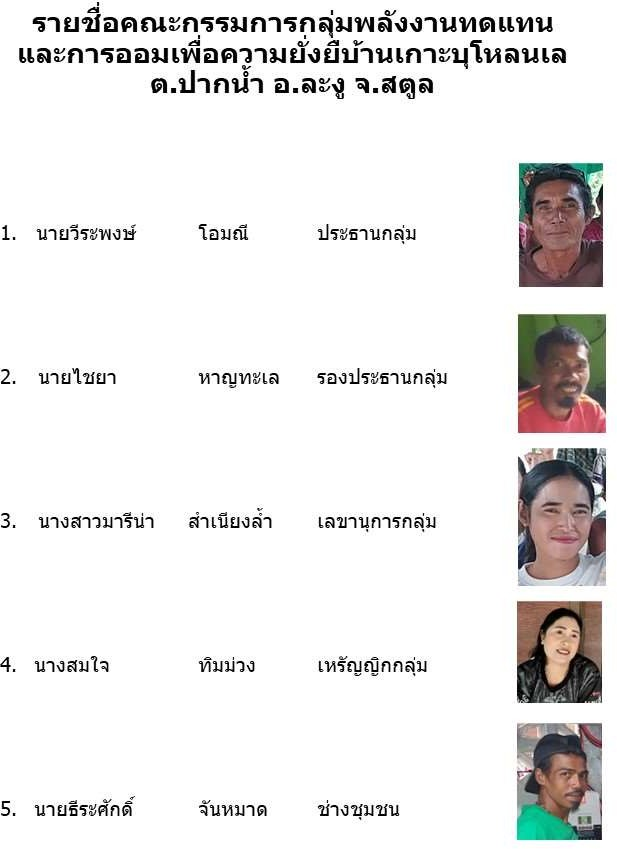 รายชื่อคณะกรรมการกลุ่มพลังงานทดแทน
และการออมเพื่อความยั่งยืบ้านเกาะบุโหลนเล
ต.ปากน้ำ อ.ละงู จ.สตูล
1. นายวีระพงษ์ โอมณี ประธานกลุ่ม
2. นายไชยา หาญทะเล รองประธานกลุ่ม
3. นางสาวมารีน่า สำเนียงล้ำ เลขานุการกลุ่ม
4. นางสมใจ ทิมม่วง เหรัญญิกกลุ่ม
5. นายธีระศักดิ์ จันหมาด ช่างชุมชน